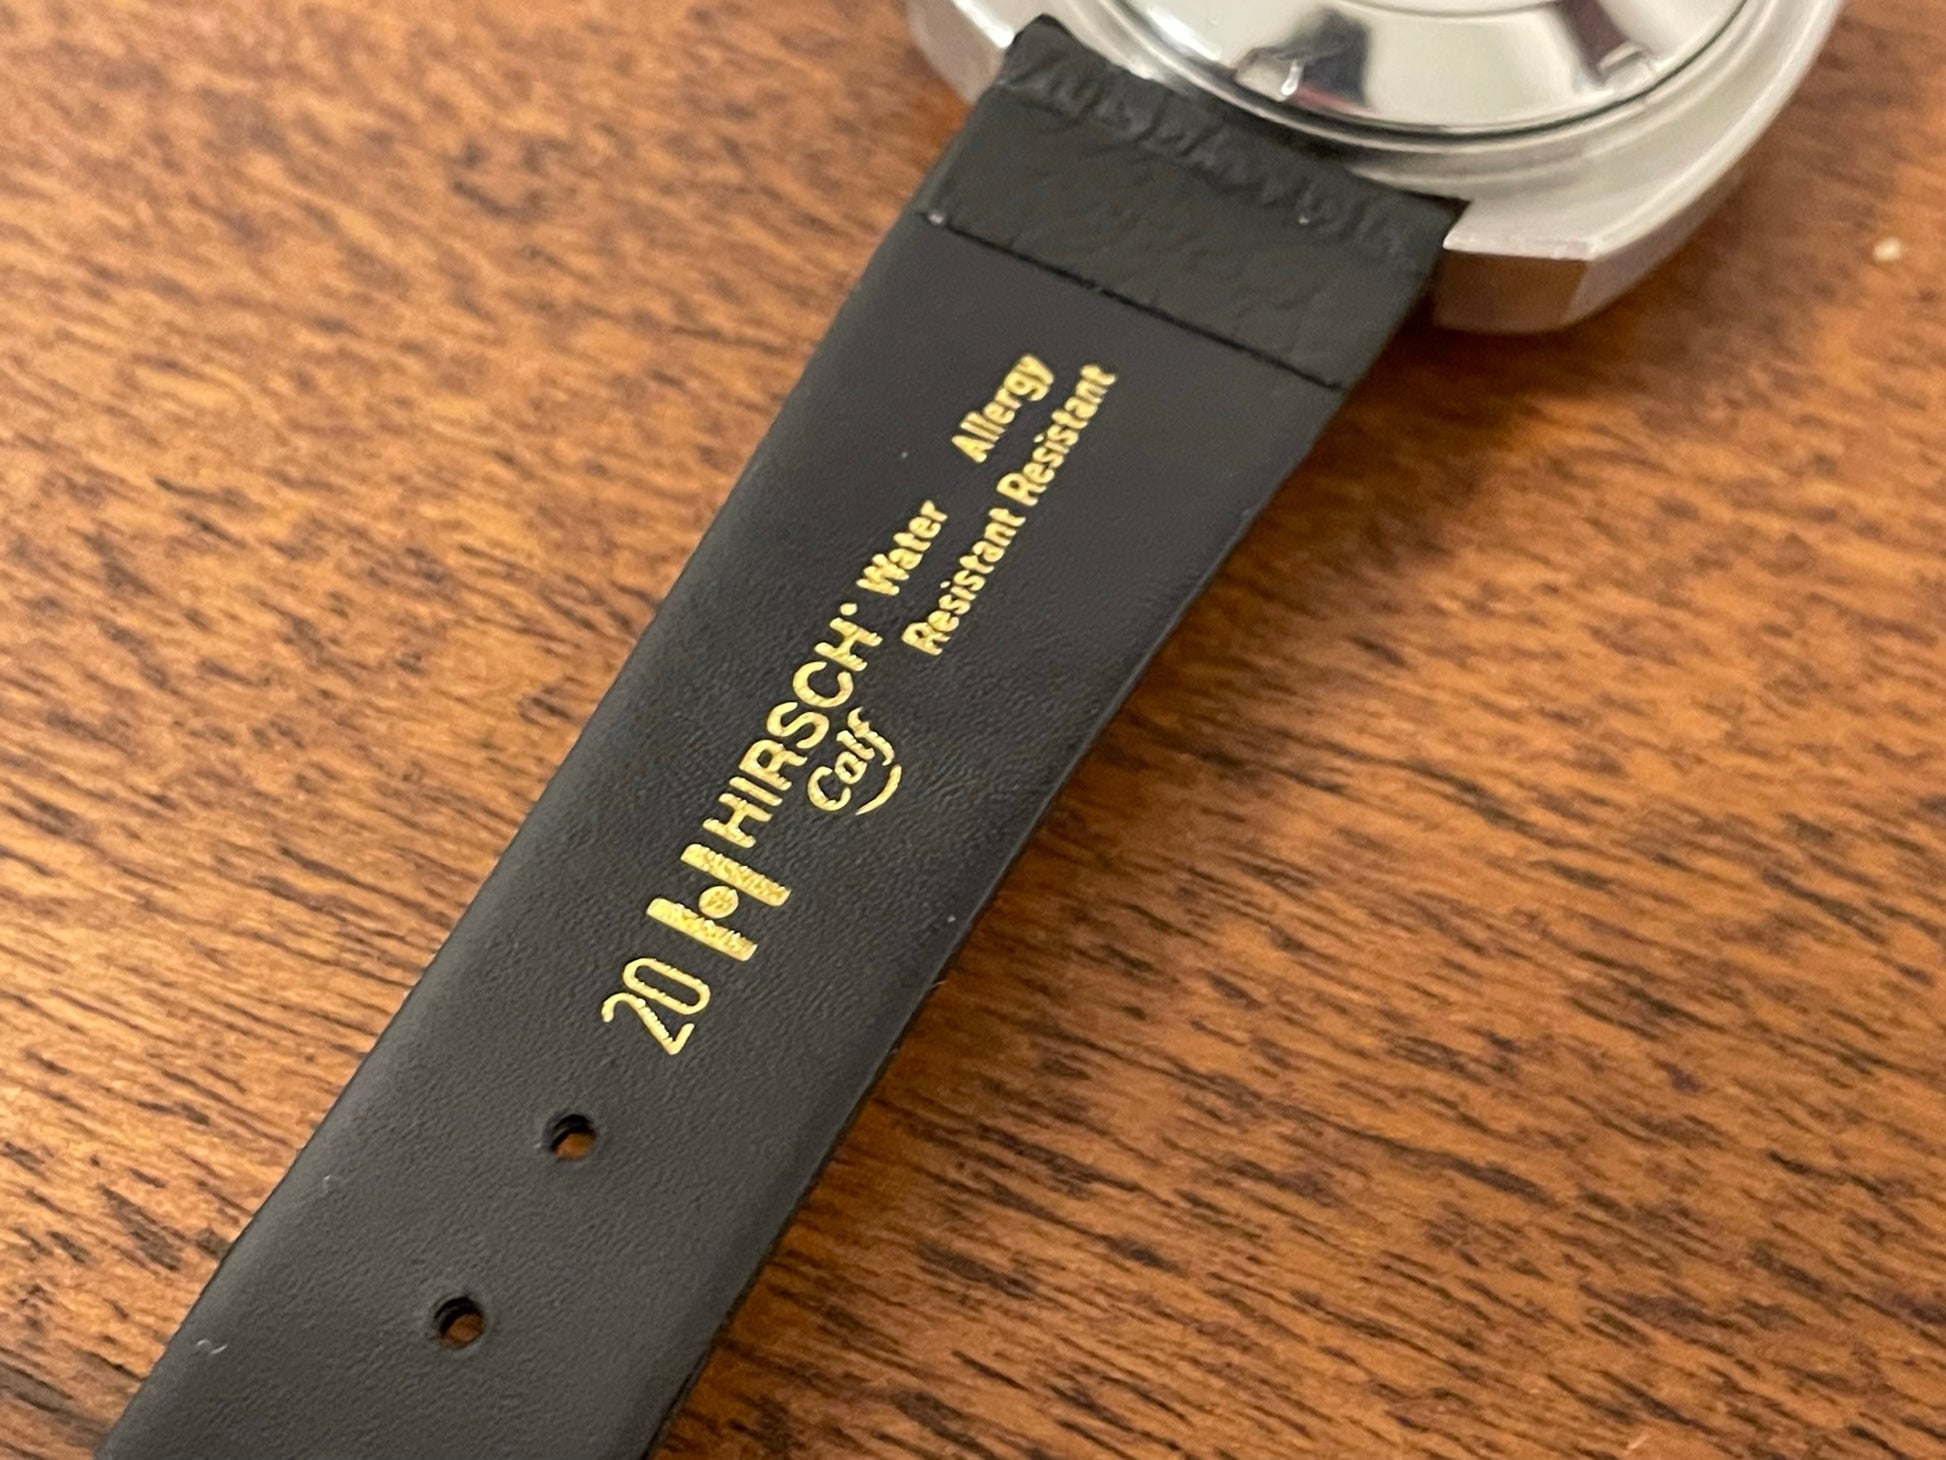 20 HIRSCH Water Allergy
Calf Resistant Resistant